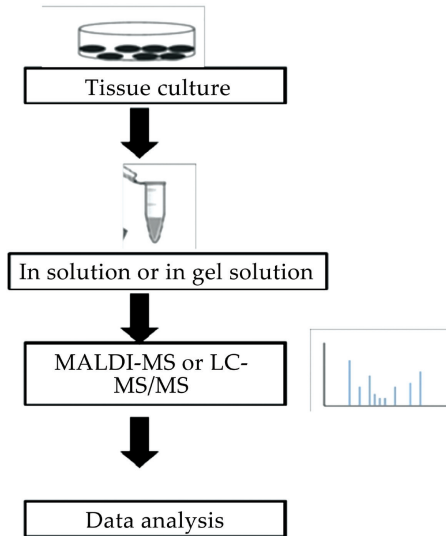 Tissue culture
In solution or in gel solution
MALDI-MS or LC-
MS/MS
Data analysis